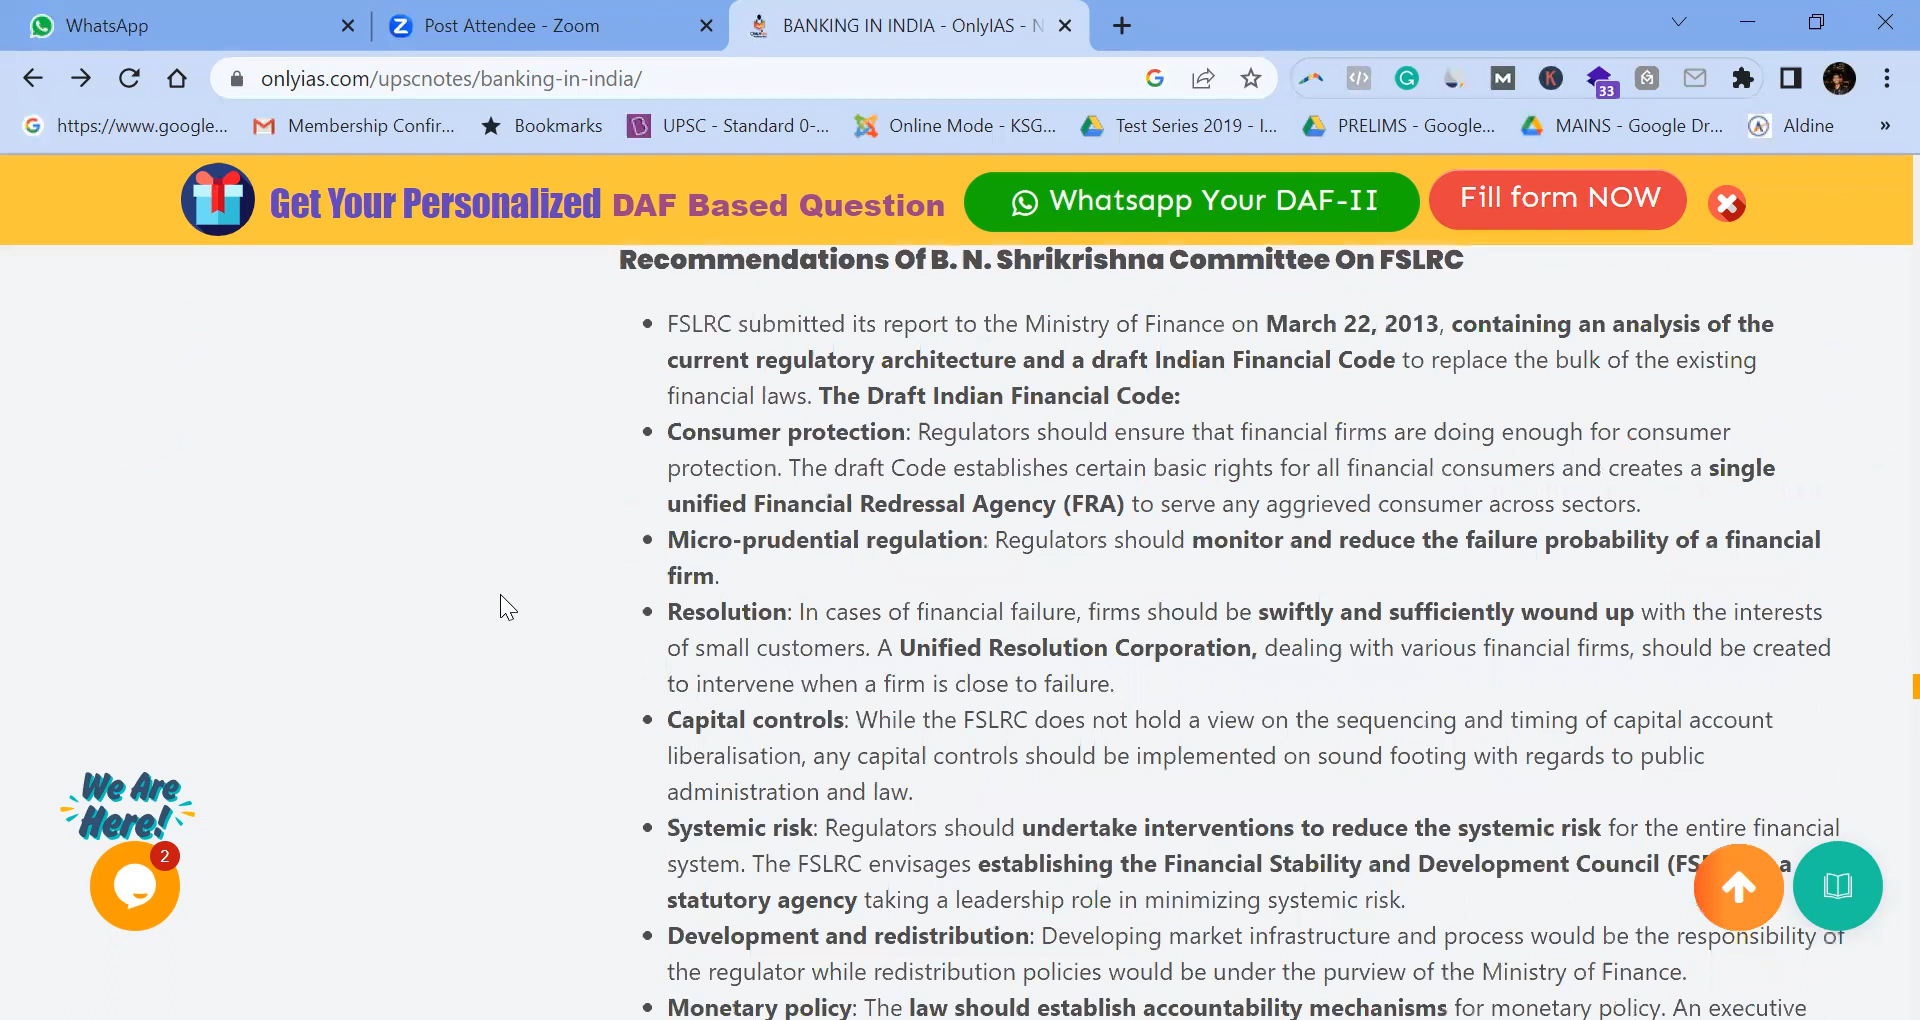 WhatsApp
Post Attendee - Zoom
BANKING IN INDIA - OnlyIAS - N
onlyias.com/upscnotes/banking-in-india/
33
https://www.google...
Membership Confir...
Bookmarks
UPSC - Standard 0-...
Online Mode - KSG...
Test Series 2019 - I...
PRELIMS - Google...
MAINS - Google Dr...
Aldine
»
Get Your Personalized DAF Based Question
Whatsapp Your DAF-II
Fill form NOW
Recommendations Of B. N. Shrikrishna Committee On FSLRC
• FSLRC submitted its report to the Ministry of Finance on March 22, 2013, containing an analysis of the
current regulatory architecture and a draft Indian Financial Code to replace the bulk of the existing
financial laws. The Draft Indian Financial Code:
• Consumer protection: Regulators should ensure that financial firms are doing enough for consumer
protection. The draft Code establishes certain basic rights for all financial consumers and creates a single
unified Financial Redressal Agency (FRA) to serve any aggrieved consumer across sectors.
• Micro-prudential regulation: Regulators should monitor and reduce the failure probability of a financial
firm.
• Resolution: In cases of financial failure, firms should be swiftly and sufficiently wound up with the interests
of small customers. A Unified Resolution Corporation, dealing with various financial firms, should be created
to intervene when a firm is close to failure.
• Capital controls: While the FSLRC does not hold a view on the sequencing and timing of capital account
liberalisation, any capital controls should be implemented on sound footing with regards to public
administration and law.
• Systemic risk: Regulators should undertake interventions to reduce the systemic risk for the entire financial
system. The FSLRC envisages establishing the Financial Stability and Development Council (FS a
statutory agency taking a leadership role in minimizing systemic risk.
• Development and redistribution: Developing market infrastructure and process would be the responsibility of
the regulator while redistribution policies would be under the purview of the Ministry of Finance.
• Monetary policy: The law should establish accountability mechanisms for monetary policy. An executive
We Are
Here!
2